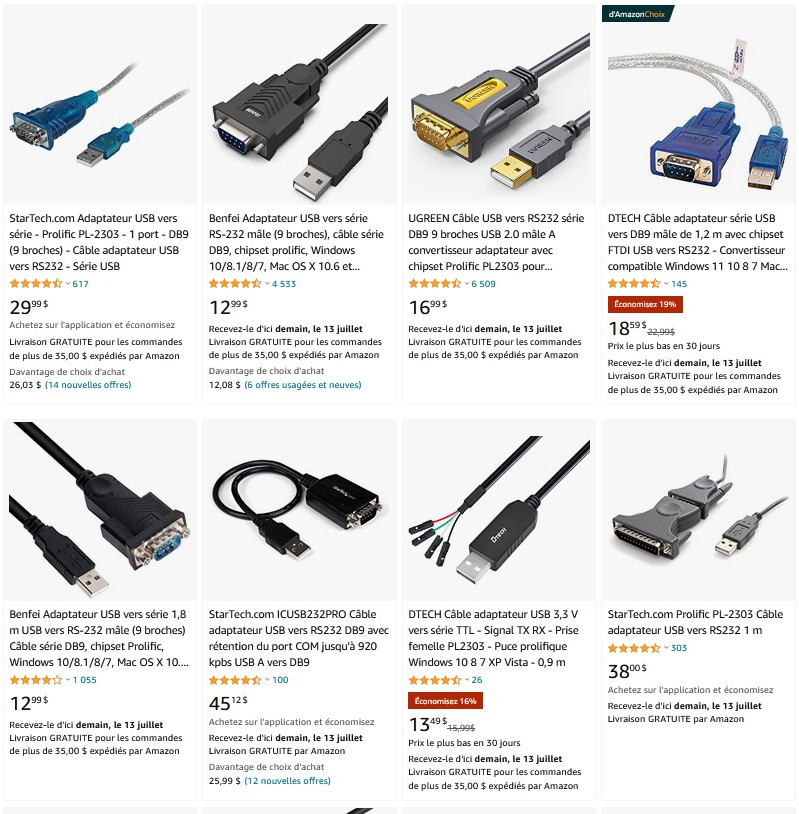 d'AmazonChoix
StarTech.com Adaptateur USB vers
série - Prolific PL-2303 - 1 port - DB9
(9 broches) - Câble adaptateur USB
vers RS232 - Série USB
617
29 99 $
Achetez sur l'application et économisez
Livraison GRATUITE pour les commandes
de plus de 35,00 $ expédiés par Amazon
Davantage de choix d'achat
26,03 $ (14 nouvelles offres)
Benfei Adaptateur USB vers série
RS-232 mâle (9 broches), câble série
DB9, chipset prolific, Windows
10/8.1/8/7, Mac OS X 10.6 et...
4 533
12 99 $
Recevez-le d'ici demain, le 13 juillet
Livraison GRATUITE pour les commandes
de plus de 35,00 $ expédiés par Amazon
Davantage de choix d'achat
12,08 $ (6 offres usagées et neuves)
UGREEN
UGREEN
UGREEN Câble USB vers RS232 série
DB9 9 broches USB 2.0 mâle A
convertisseur adaptateur avec
chipset Prolific PL2303 pour...
6 509
16 99 $
Recevez-le d'ici demain, le 13 juillet
Livraison GRATUITE pour les commandes
de plus de 35,00 $ expédiés par Amazon
DTECH Câble adaptateur série USB
vers DB9 mâle de 1,2 m avec chipset
FTDI USB vers RS232 - Convertisseur
compatible Windows 11 10 8 7 Mac...
145
Économisez 19%
18 59 $ 22,99$
Prix le plus bas en 30 jours
Recevez-le d'ici demain, le 13 juillet
Livraison GRATUITE pour les commandes
de plus de 35,00 $ expédiés par Amazon
Benfei Adaptateur USB vers série 1,8
m USB vers RS-232 mâle (9 broches)
Câble série DB9, chipset Prolific,
Windows 10/8.1/8/7, Mac OS X 10....
1 055
12 99 $
Recevez-le d'ici demain, le 13 juillet
Livraison GRATUITE pour les commandes
de plus de 35,00 $ expédiés par Amazon
StarTech.com ICUSB232PRO Câble
adaptateur USB vers RS232 DB9 avec
rétention du port COM jusqu'à 920
kpbs USB A vers DB9
100
45 12 $
Achetez sur l'application et économisez
Recevez-le d'ici demain, le 13 juillet
Livraison GRATUITE par Amazon
Davantage de choix d'achat
25,99 $ (12 nouvelles offres)
DTECH
DTECH Câble adaptateur USB 3,3 V
vers série TTL - Signal TX RX - Prise
femelle PL2303 - Puce prolifique
Windows 10 8 7 XP Vista - 0,9 m
26
Économisez 16%
13 49 $ 15,99$
Prix le plus bas en 30 jours
Recevez-le d'ici demain, le 13 juillet
Livraison GRATUITE pour les commandes
de plus de 35,00 $ expédiés par Amazon
StarTech.com Prolific PL-2303 Câble
adaptateur USB vers RS232 1 m
303
38 00 $
Achetez sur l'application et économisez
Recevez-le d'ici demain, le 13 juillet
Livraison GRATUITE par Amazon